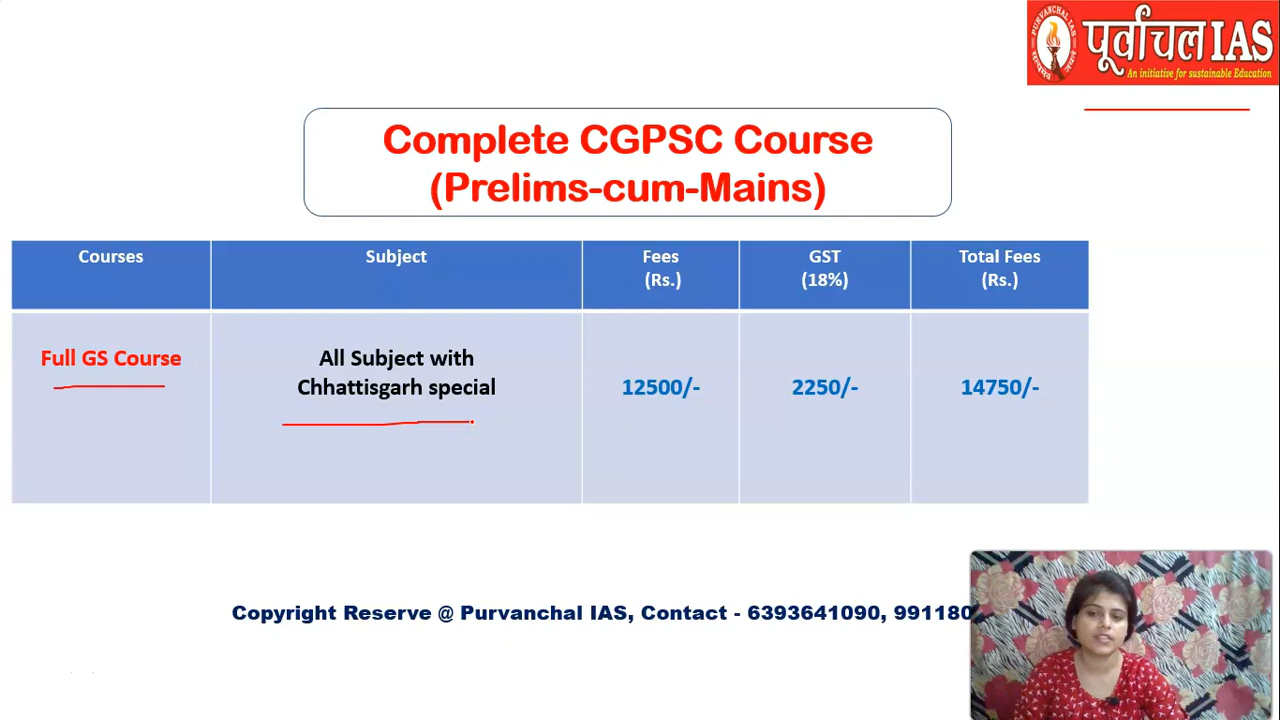 पूर्वांचल IAS
PURVANCHAL IAS
An initiative for sustainable Education
Complete CGPSC Course
(Prelims-cum-Mains)
Courses Subject Fees GST Total Fees
(Rs.) (18%) (Rs.)
Full GS Course All Subject with
Chhattisgarh special 12500/- 2250/- 14750/-
Copyright Reserve @ Purvanchal IAS, Contact - 6393641090, 991180